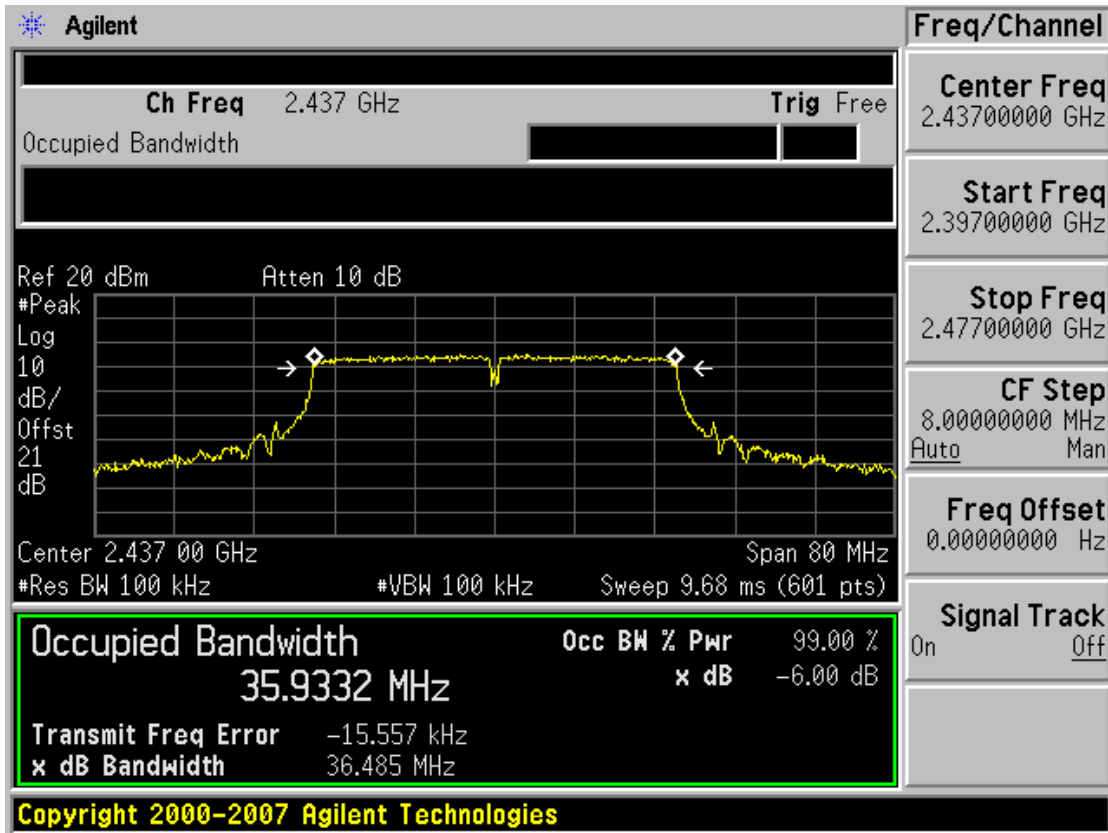 Agilent
Freq/Channel
Ch Freq 2.437 GHz Trig Free
Occupied Bandwidth
Ref 20 dBm Atten 10 dB
#Peak
Log
10
dB/
Offst
21
dB
Center 2.437 00 GHz Span 80 MHz
#Res BW 100 kHz #VBW 100 kHz Sweep 9.68 ms (601 pts)
Occupied Bandwidth
35.9332 MHz
Occ BW % Pwr 99.00 %
x dB -6.00 dB
Transmit Freq Error -15.557 kHz
x dB Bandwidth 36.485 MHz
Center Freq
2.43700000 GHz
Start Freq
2.39700000 GHz
Stop Freq
2.47700000 GHz
CF Step
8.00000000 MHz
Auto Man
Freq Offset
0.00000000 Hz
Signal Track
On Off
Copyright 2000-2007 Agilent Technologies